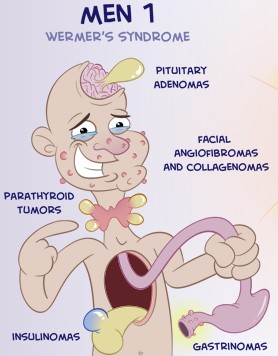 MEN 1
WERMER'S SYNDROME
PITUITARY
ADENOMAS
FACIAL
ANGIOFIBROMAS
AND COLLAGENOMAS
PARATHYROID
TUMORS
INSULINOMAS
GASTRINOMAS